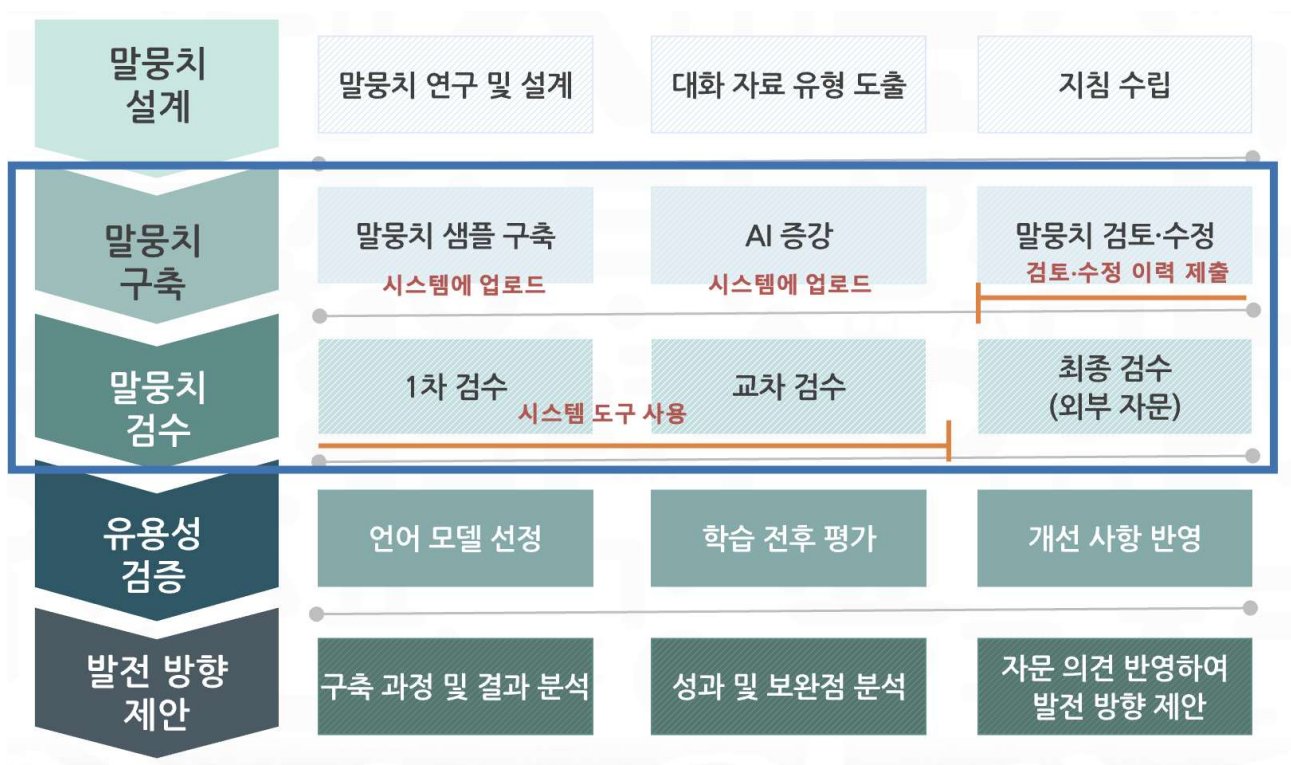 말뭉치
설계
말뭉치 연구 및 설계
대화 자료 유형 도출
지침 수립
말뭉치
구축
말뭉치 샘플 구축
시스템에 업로드
AI 증강
시스템에 업로드
말뭉치 검토·수정
검토·수정 이력 제출
말뭉치
검수
1차 검수
교차 검수
시스템 도구 사용
최종 검수
(외부 자문)
유용성
검증
언어 모델 선정
학습 전후 평가
개선 사항 반영
발전 방향
제안
구축 과정 및 결과 분석
성과 및 보완점 분석
자문 의견 반영하여
발전 방향 제안